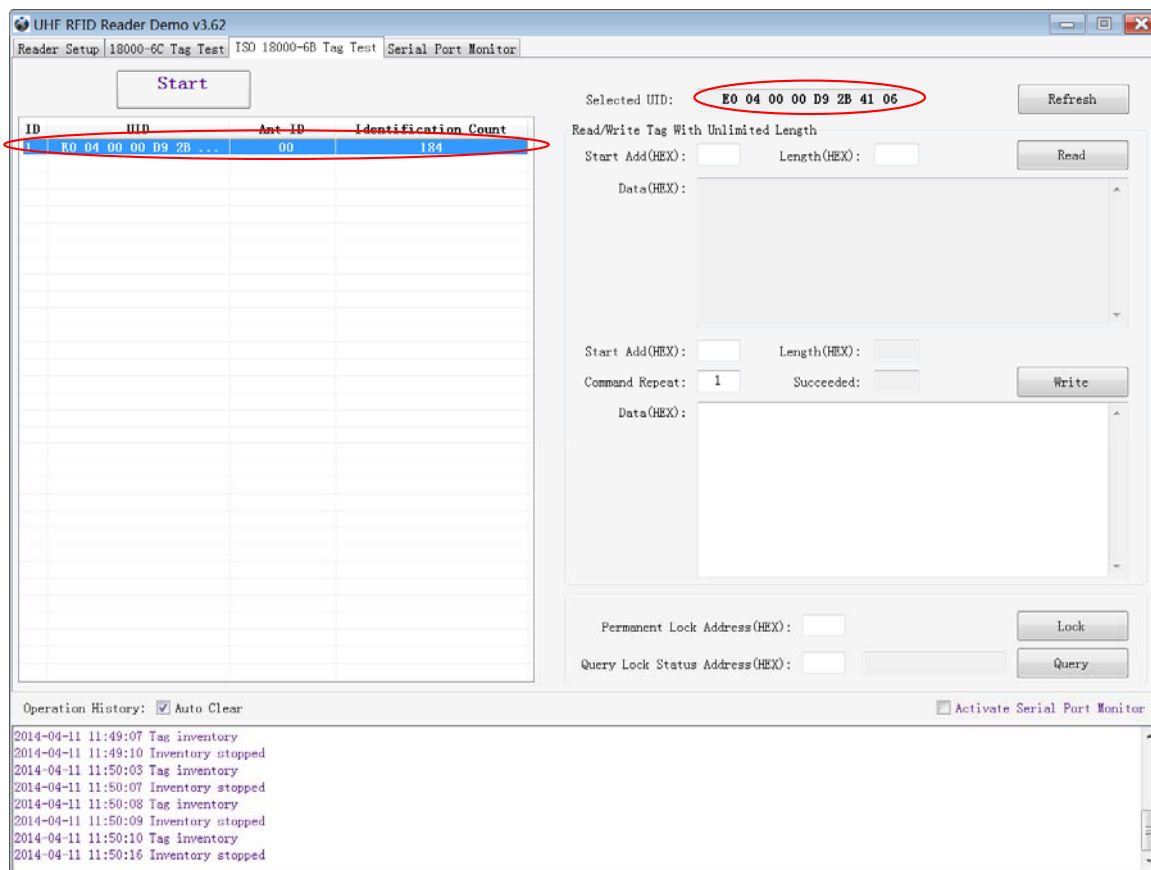 UHF RFID Reader Demo v3.62
Reader Setup 18000-6C Tag Test ISO 18000-6B Tag Test Serial Port Monitor
Start
Selected UID: E0 04 00 00 D9 2B 41 06 Refresh
ID UID Ant ID Identification Count
1 E0 04 00 00 D9 2B ... 00 184
Read/Write Tag With Unlimited Length
Start Add(HEX): Length(HEX): Read
Data(HEX):
Start Add(HEX): Length(HEX):
Command Repeat: 1 Succeeded: Write
Data(HEX):
Permanent Lock Address(HEX): Lock
Query Lock Status Address(HEX): Query
Operation History: Auto Clear Activate Serial Port Monitor
2014-04-11 11:49:07 Tag inventory
2014-04-11 11:49:10 Inventory stopped
2014-04-11 11:50:03 Tag inventory
2014-04-11 11:50:07 Inventory stopped
2014-04-11 11:50:08 Tag inventory
2014-04-11 11:50:09 Inventory stopped
2014-04-11 11:50:10 Tag inventory
2014-04-11 11:50:16 Inventory stopped